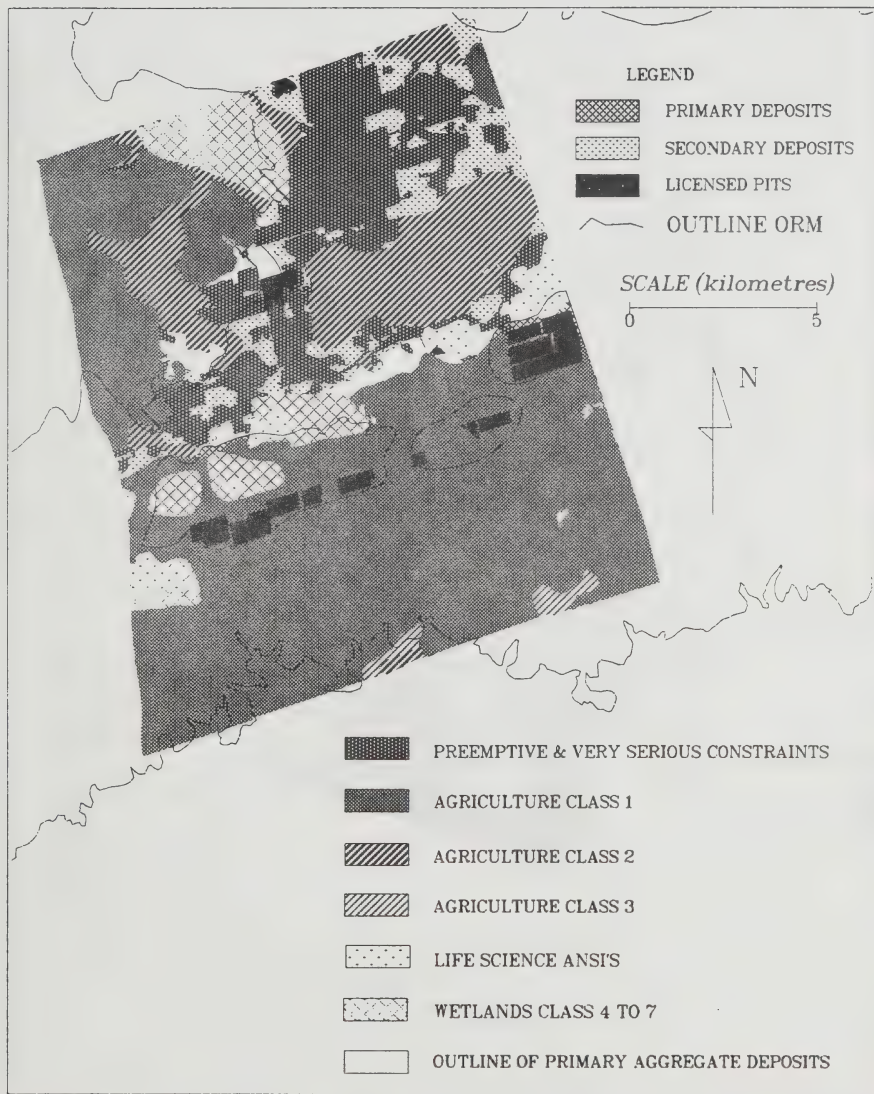 LEGEND
PRIMARY DEPOSITS
SECONDARY DEPOSITS
LICENSED PITS
OUTLINE ORM
SCALE (kilometres)
0 5
N
PREEMPTIVE & VERY SERIOUS CONSTRAINTS
AGRICULTURE CLASS 1
AGRICULTURE CLASS 2
AGRICULTURE CLASS 3
LIFE SCIENCE ANSI'S
WETLANDS CLASS 4 TO 7
OUTLINE OF PRIMARY AGGREGATE DEPOSITS